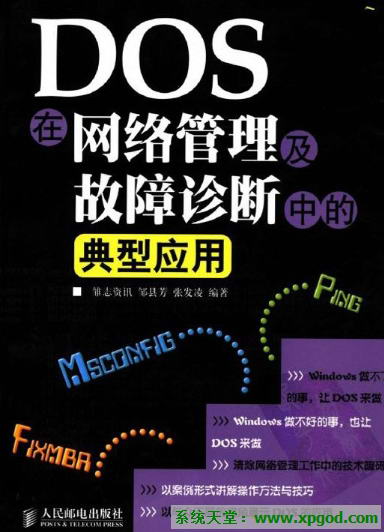 DOS
在网络管理及
故障诊断中的
典型应用
雏志资讯 邹县芳 张发凌 编著
PING
MSCONFIG
FIXMBR
>>> Windows 做不了
的事，让 DOS 来做
>>> Windows 做不好的事，也让
DOS 来做
>>> 清除网络管理工作中的技术障碍
>>> 以案例形式讲解操作方法与技巧
>>> 以
人民邮电出版社
POSTS & TELECOM PRESS
系统天堂：www.xpgod.com